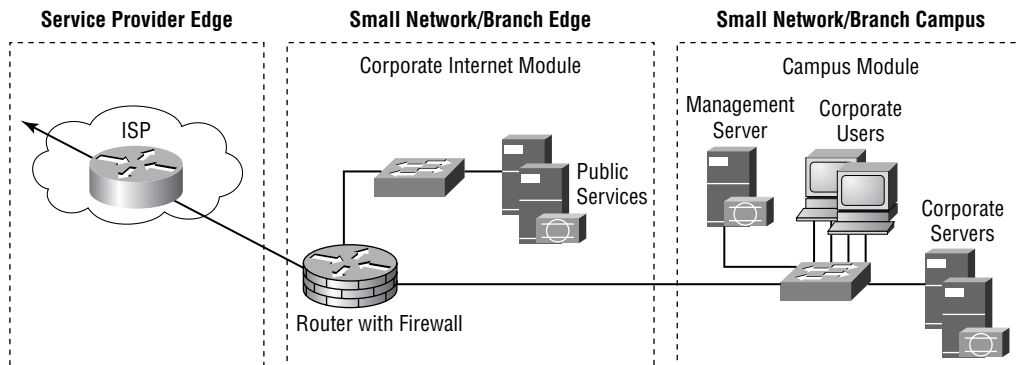 Service Provider Edge
Small Network/Branch Edge
Small Network/Branch Campus
Corporate Internet Module
Campus Module
ISP
Public
Services
Router with Firewall
Management
Server
Corporate
Users
Corporate
Servers